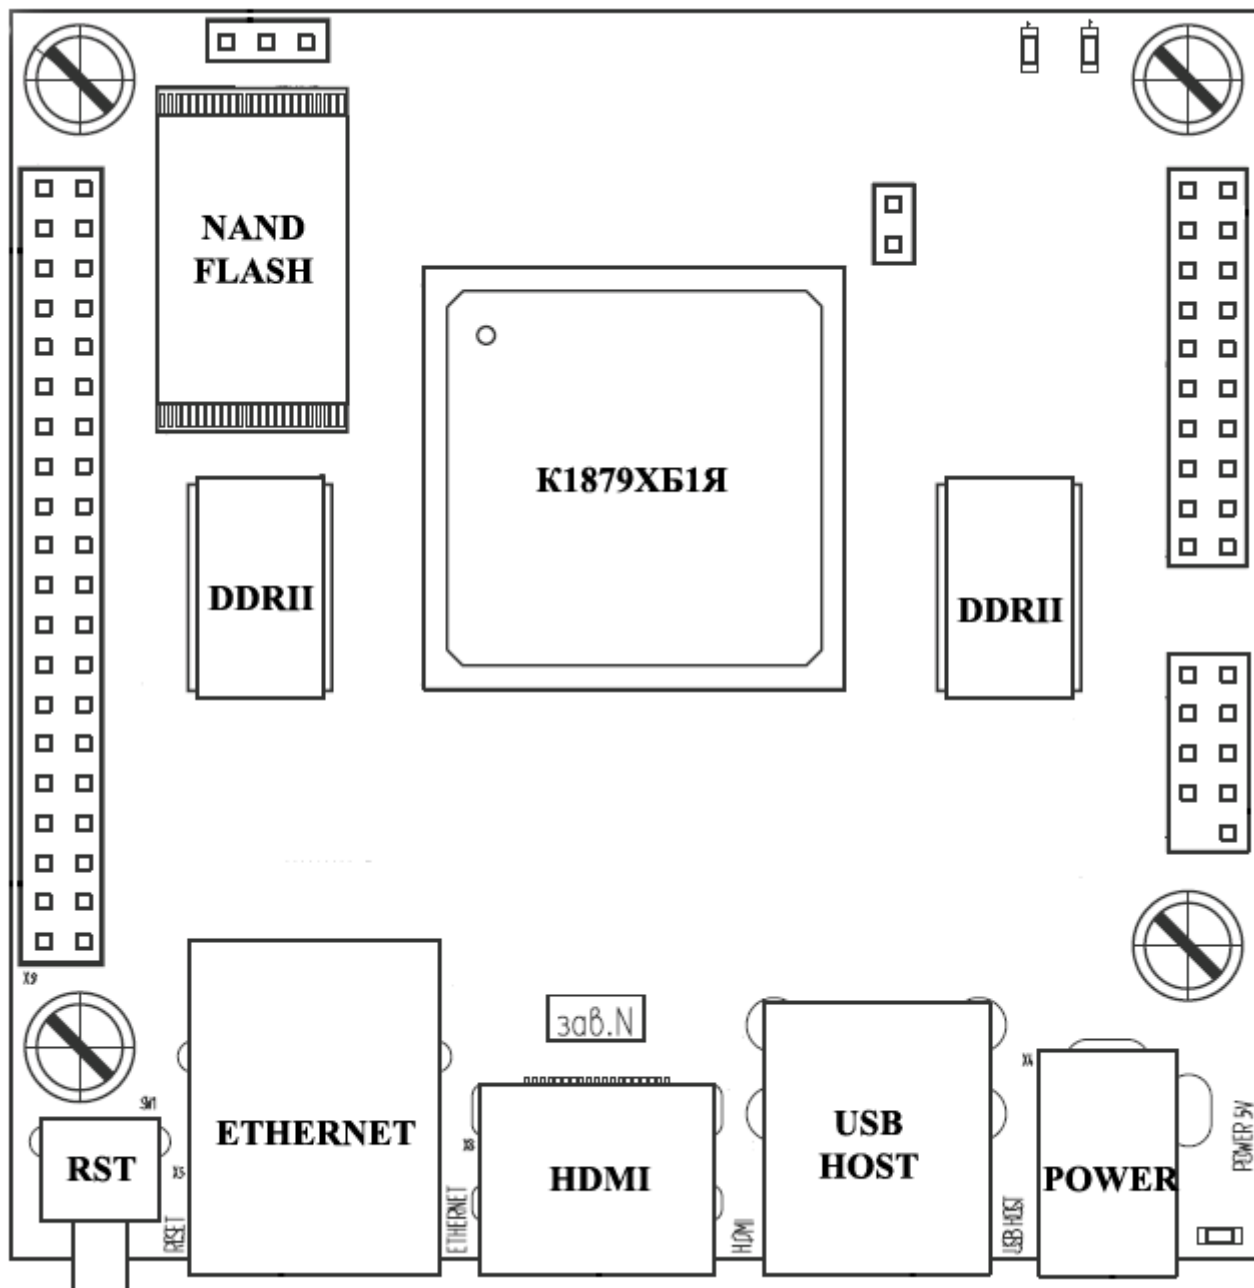 NAND
FLASH
К1879ХБ1Я
DDRII
DDRII
X9
зав.N
SW1
X4
ETHERNET
USB
HOST
POWER 5V
X8
RST
X5
HDMI
POWER
RESET
ETHERNET
HDMI
USB HOST